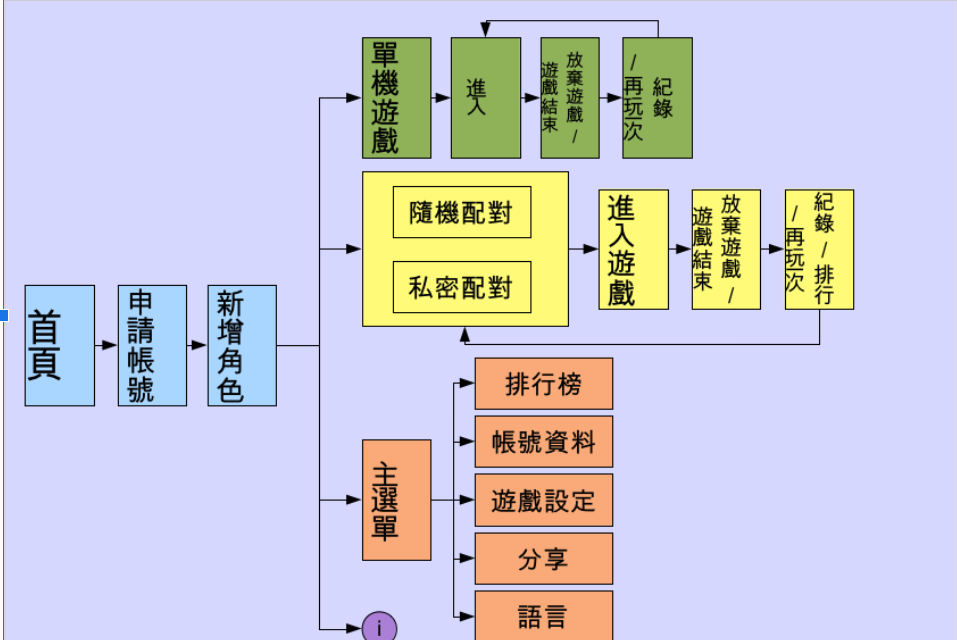 首頁
申請帳號
新增角色
單機遊戲
進入
放棄遊戲/
遊戲結束
紀錄
/再玩一次
隨機配對
私密配對
進入遊戲
放棄遊戲/
遊戲結束
紀錄/排行
/再玩一次
主選單
排行榜
帳號資料
遊戲設定
分享
語言
i